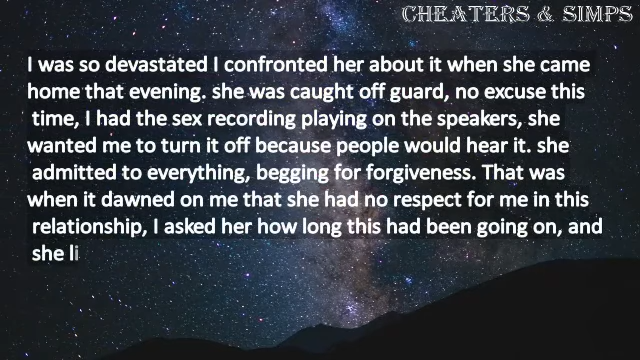 CHEATERS & SIMPS
I was so devastated I confronted her about it when she came
home that evening. she was caught off guard, no excuse this
time, I had the sex recording playing on the speakers, she
wanted me to turn it off because people would hear it. she
admitted to everything, begging for forgiveness. That was
when it dawned on me that she had no respect for me in this
relationship, I asked her how long this had been going on, and
she li